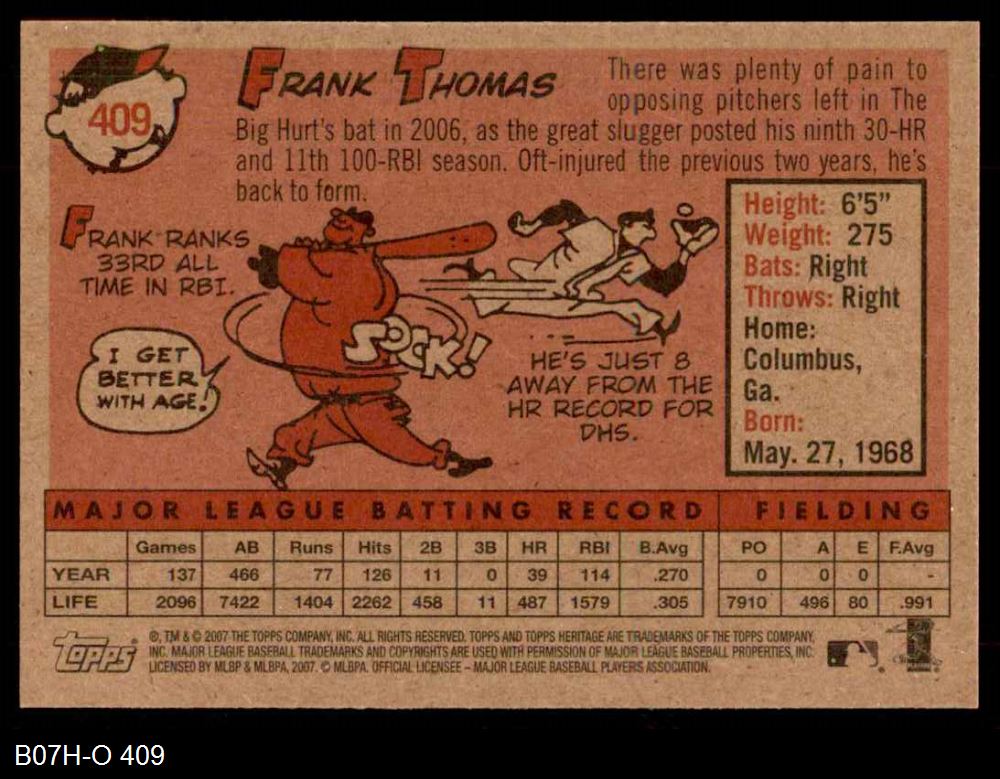 409
FRANK THOMAS
There was plenty of pain to
opposing pitchers left in The
Big Hurt's bat in 2006, as the great slugger posted his ninth 30-HR
and 11th 100-RBI season. Oft-injured the previous two years, he's
back to form.
FRANK RANKS
33RD ALL
TIME IN RBI.
I GET
BETTER
WITH AGE!
SOCK!
HE'S JUST 8
AWAY FROM THE
HR RECORD FOR
DHS.
Height: 6'5"
Weight: 275
Bats: Right
Throws: Right
Home:
Columbus,
Ga.
Born:
May. 27, 1968
MAJOR LEAGUE BATTING RECORD FIELDING
Games AB Runs Hits 2B 3B HR RBI B.Avg PO A E F.Avg
YEAR 137 466 77 126 11 0 39 114 .270 0 0 0 -
LIFE 2096 7422 1404 2262 458 11 487 1579 .305 7910 496 80 .991
Topps
®, TM & © 2007 THE TOPPS COMPANY, INC. ALL RIGHTS RESERVED. TOPPS AND TOPPS HERITAGE ARE TRADEMARKS OF THE TOPPS COMPANY,
INC. MAJOR LEAGUE BASEBALL TRADEMARKS AND COPYRIGHTS ARE USED WITH PERMISSION OF MAJOR LEAGUE BASEBALL PROPERTIES, INC.
LICENSED BY MLBP & MLBPA, 2007. © MLBPA. OFFICIAL LICENSEE – MAJOR LEAGUE BASEBALL PLAYERS ASSOCIATION.
B07H-O 409